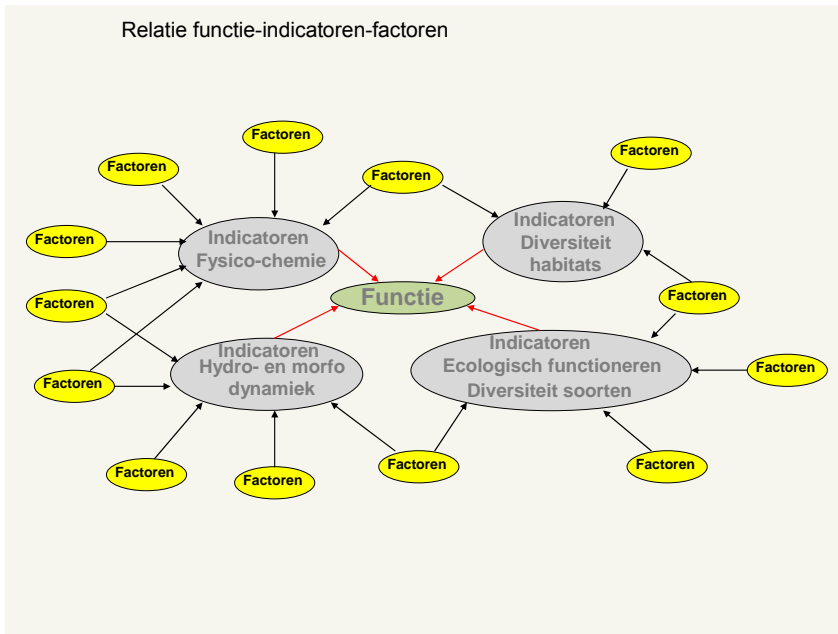 Relatie functie-indicatoren-factoren
Factoren
Factoren
Factoren
Factoren
Factoren
Factoren
Indicatoren
Fysico-chemie
Indicatoren
Diversiteit
habitats
Functie
Factoren
Factoren
Indicatoren
Hydro- en morfo
dynamiek
Indicatoren
Ecologisch functioneren
Diversiteit soorten
Factoren
Factoren
Factoren
Factoren
Factoren
Factoren